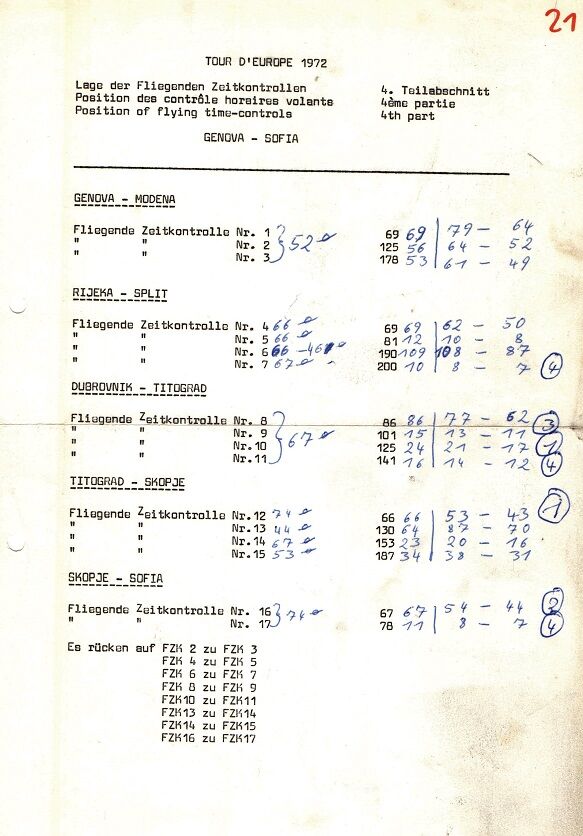 21
TOUR D'EUROPE 1972
Lage der Fliegenden Zeitkontrollen 4. Teilabschnitt
Position des contrôle horaires volants 4ème partie
Position of flying time-controls 4th part
GENOVA - SOFIA
GENOVA - MODENA
Fliegende Zeitkontrolle Nr. 1 69 69 79 - 64
" " Nr. 2 52 125 56 64 - 52
" " Nr. 3 178 53 61 - 49
RIJEKA - SPLIT
Fliegende Zeitkontrolle Nr. 4 66 69 69 62 - 50
" " Nr. 5 66 81 12 10 - 8
" " Nr. 6 66 - 46 190 109 108 - 87
" " Nr. 7 67 200 10 8 - 7 4
DUBROVNIK - TITOGRAD
Fliegende Zeitkontrolle Nr. 8 86 86 77 - 62 3
" " Nr. 9 67 101 15 13 - 11 1
" " Nr.10 125 24 21 - 17
" " Nr.11 141 16 14 - 12 4
TITOGRAD - SKOPJE 1
Fliegende Zeitkontrolle Nr.12 74 66 66 53 - 43
" " Nr.13 44 130 64 87 - 70
" " Nr.14 67 153 23 20 - 16
" " Nr.15 53 187 34 38 - 31
SKOPJE - SOFIA
Fliegende Zeitkontrolle Nr. 16 74 67 67 54 - 44
" " Nr. 17 78 11 8 - 7 4
Es rücken auf FZK 2 zu FZK 3
FZK 4 zu FZK 5
FZK 6 zu FZK 7
FZK 8 zu FZK 9
FZK10 zu FZK11
FZK13 zu FZK14
FZK14 zu FZK15
FZK16 zu FZK17